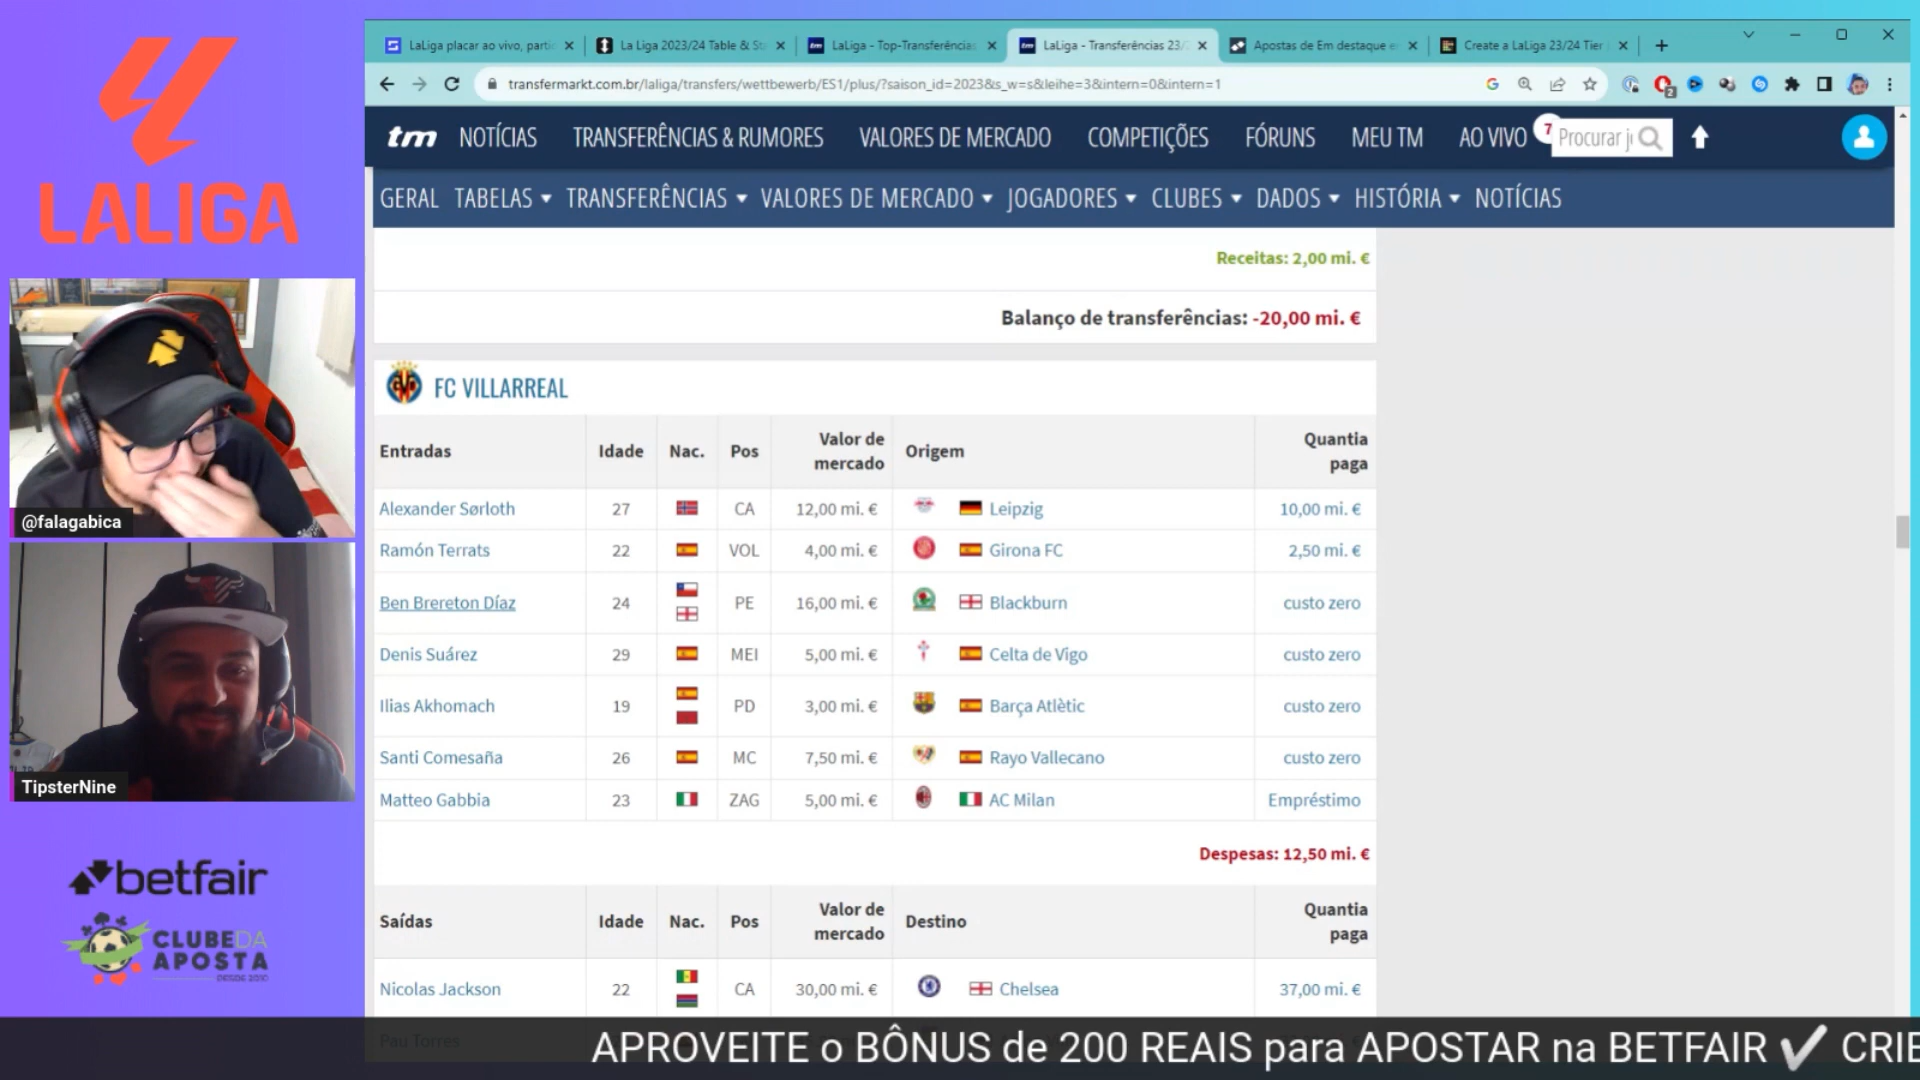 LALIGA
@falagabica
TipsterNine
betfair
CLUBE DA
APOSTA
DESDE 2010
LaLiga placar ao vivo, partic
La Liga 2023/24 Table & St
LaLiga - Top-Transferências
LaLiga - Transferências 23/2
Apostas de Em destaque e
Create a LaLiga 23/24 Tier
transfermarkt.com.br/laliga/transfers/wettbewerb/ES1/plus/?saison_id=2023&s_w=s&leihe=3&intern=0&intern=1
2
tm NOTÍCIAS TRANSFERÊNCIAS & RUMORES VALORES DE MERCADO COMPETIÇÕES FÓRUNS MEU TM AO VIVO 7 Procurar j
GERAL TABELAS TRANSFERÊNCIAS VALORES DE MERCADO JOGADORES CLUBES DADOS HISTÓRIA NOTÍCIAS
Receitas: 2,00 mi. €
Balanço de transferências: -20,00 mi. €
FC VILLARREAL
Entradas Idade Nac. Pos Valor de mercado Origem Quantia paga
Alexander Sørloth 27 CA 12,00 mi. € Leipzig 10,00 mi. €
Ramón Terrats 22 VOL 4,00 mi. € Girona FC 2,50 mi. €
Ben Brereton Díaz 24 PE 16,00 mi. € Blackburn custo zero
Denis Suárez 29 MEI 5,00 mi. € Celta de Vigo custo zero
Ilias Akhomach 19 PD 3,00 mi. € Barça Atlètic custo zero
Santi Comesaña 26 MC 7,50 mi. € Rayo Vallecano custo zero
Matteo Gabbia 23 ZAG 5,00 mi. € AC Milan Empréstimo
Despesas: 12,50 mi. €
Saídas Idade Nac. Pos Valor de mercado Destino Quantia paga
Nicolas Jackson 22 CA 30,00 mi. € Chelsea 37,00 mi. €
Pau Torres
APROVEITE o BÔNUS de 200 REAIS para APOSTAR na BETFAIR ✔ CRIE